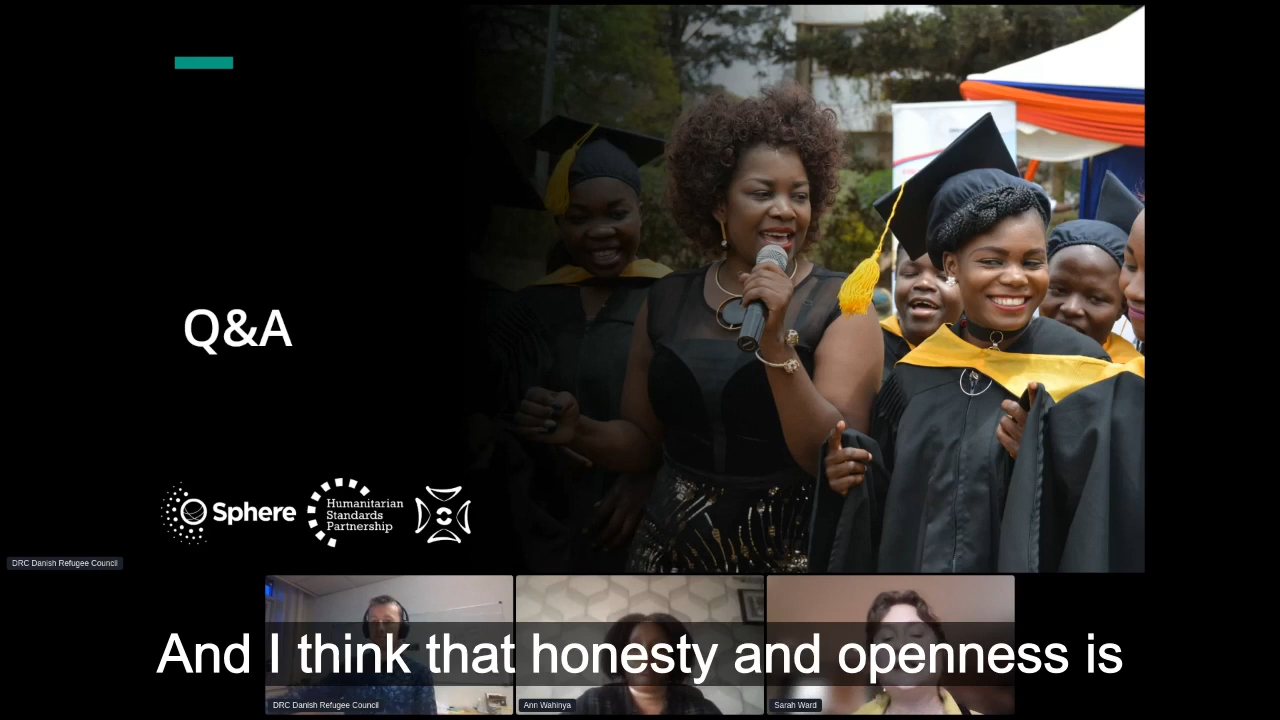 Q&A
Sphere
Humanitarian
Standards
Partnership
DRC Danish Refugee Council
And I think that honesty and openness is
DRC Danish Refugee Council
Ann Wahinya
Sarah Ward